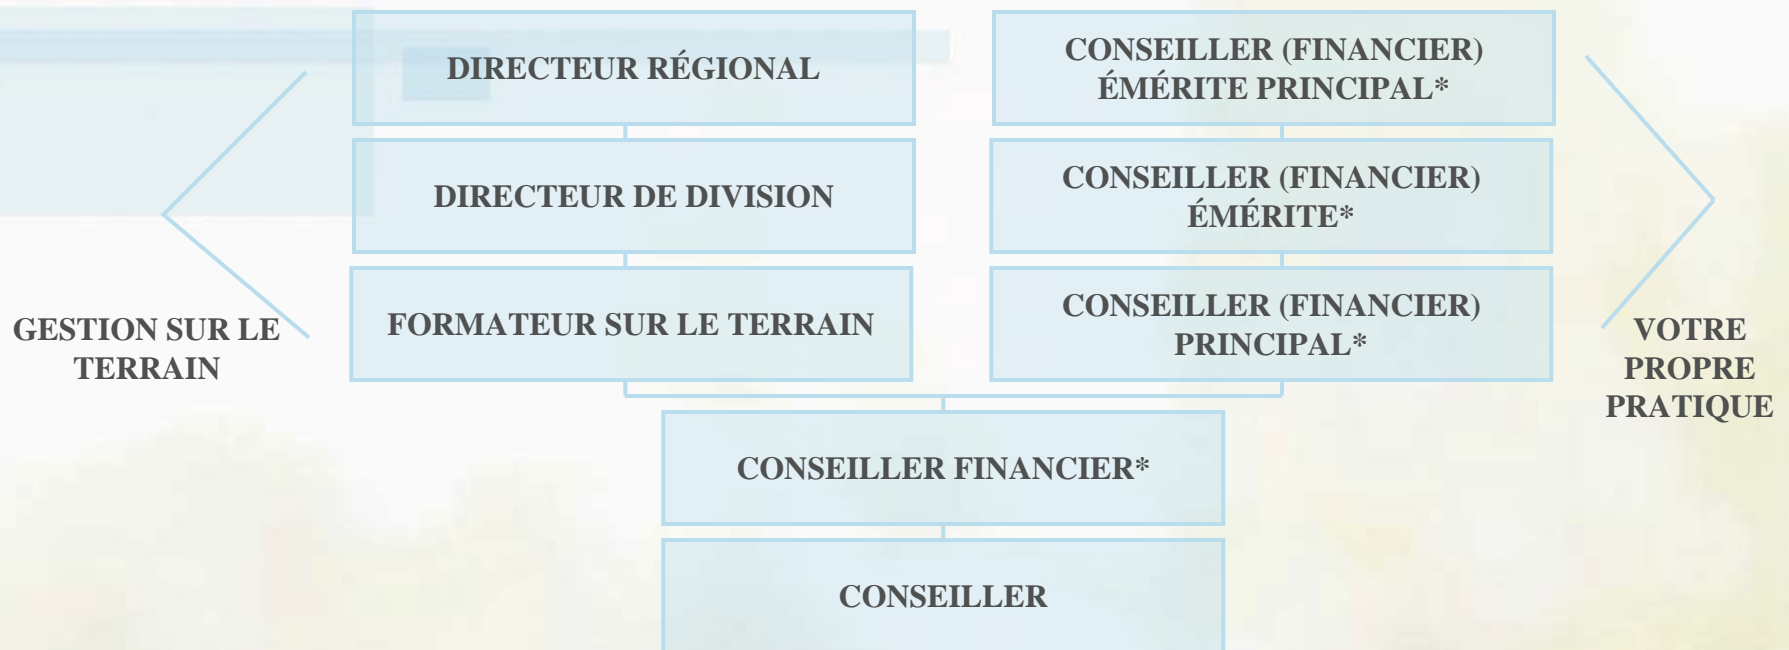 DIRECTEUR RÉGIONAL
CONSEILLER (FINANCIER)
ÉMÉRITE PRINCIPAL*
DIRECTEUR DE DIVISION
CONSEILLER (FINANCIER)
ÉMÉRITE*
GESTION SUR LE
TERRAIN
FORMATEUR SUR LE TERRAIN
CONSEILLER (FINANCIER)
PRINCIPAL*
VOTRE
PROPRE
PRATIQUE
CONSEILLER FINANCIER*
CONSEILLER